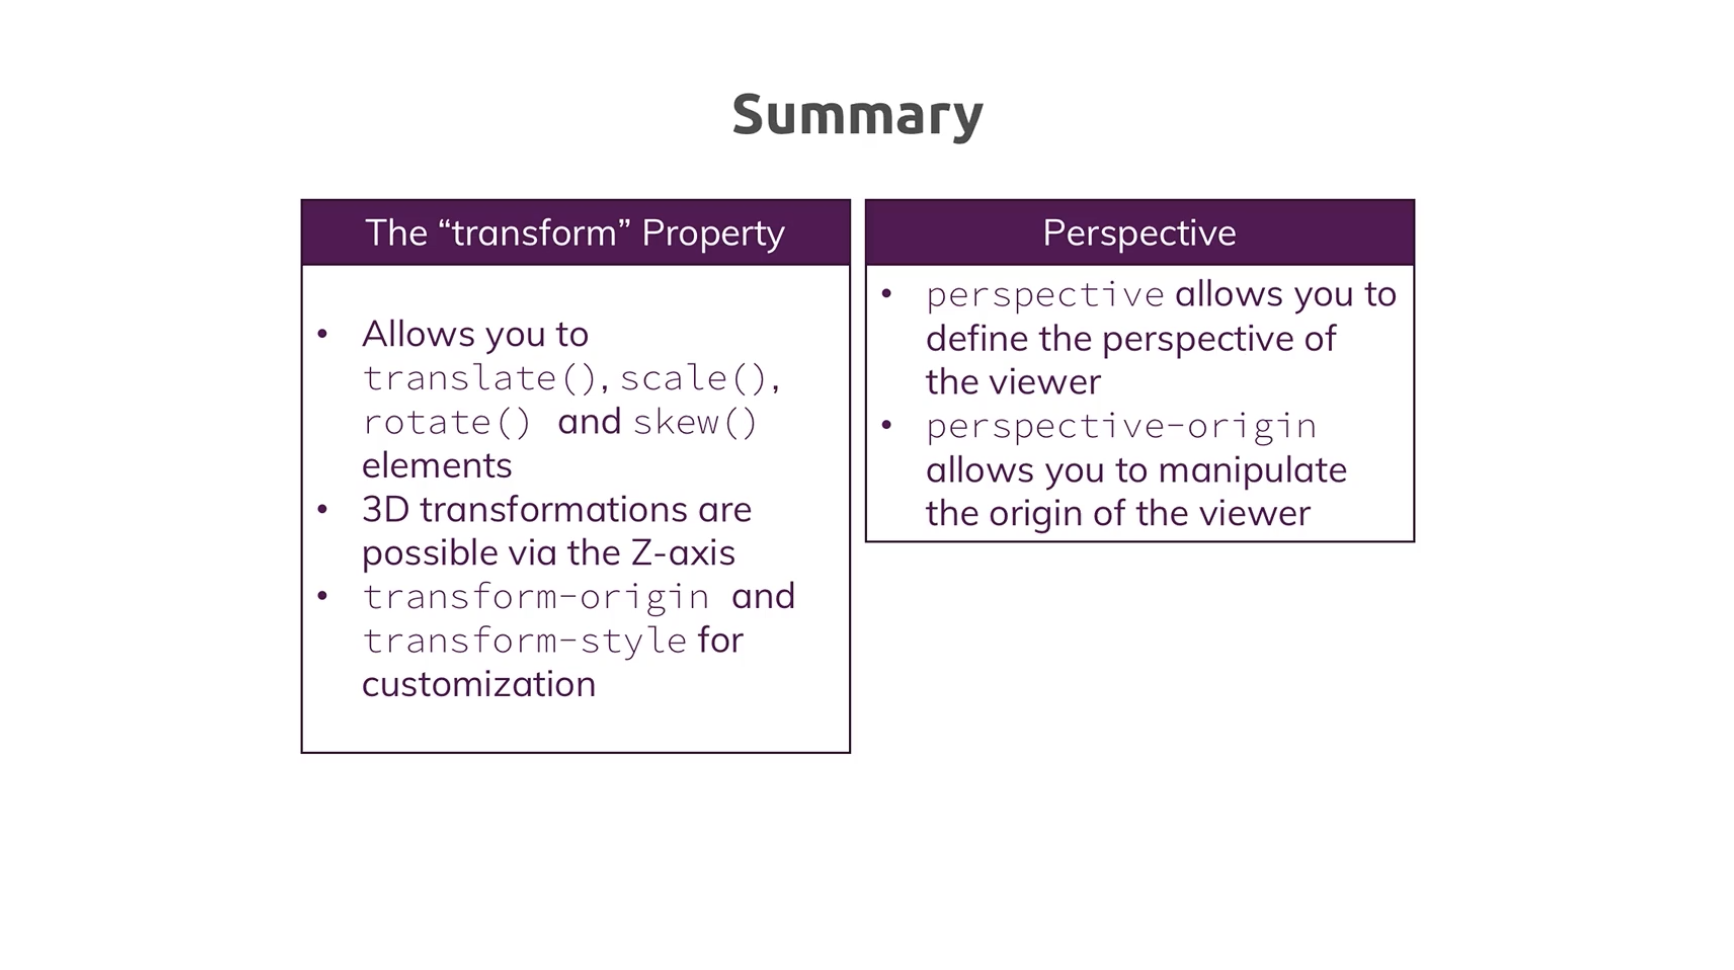 Summary
The “transform” Property
• Allows you to
translate(), scale(),
rotate() and skew()
elements
• 3D transformations are
possible via the Z-axis
• transform-origin and
transform-style for
customization
Perspective
• perspective allows you to
define the perspective of
the viewer
• perspective-origin
allows you to manipulate
the origin of the viewer